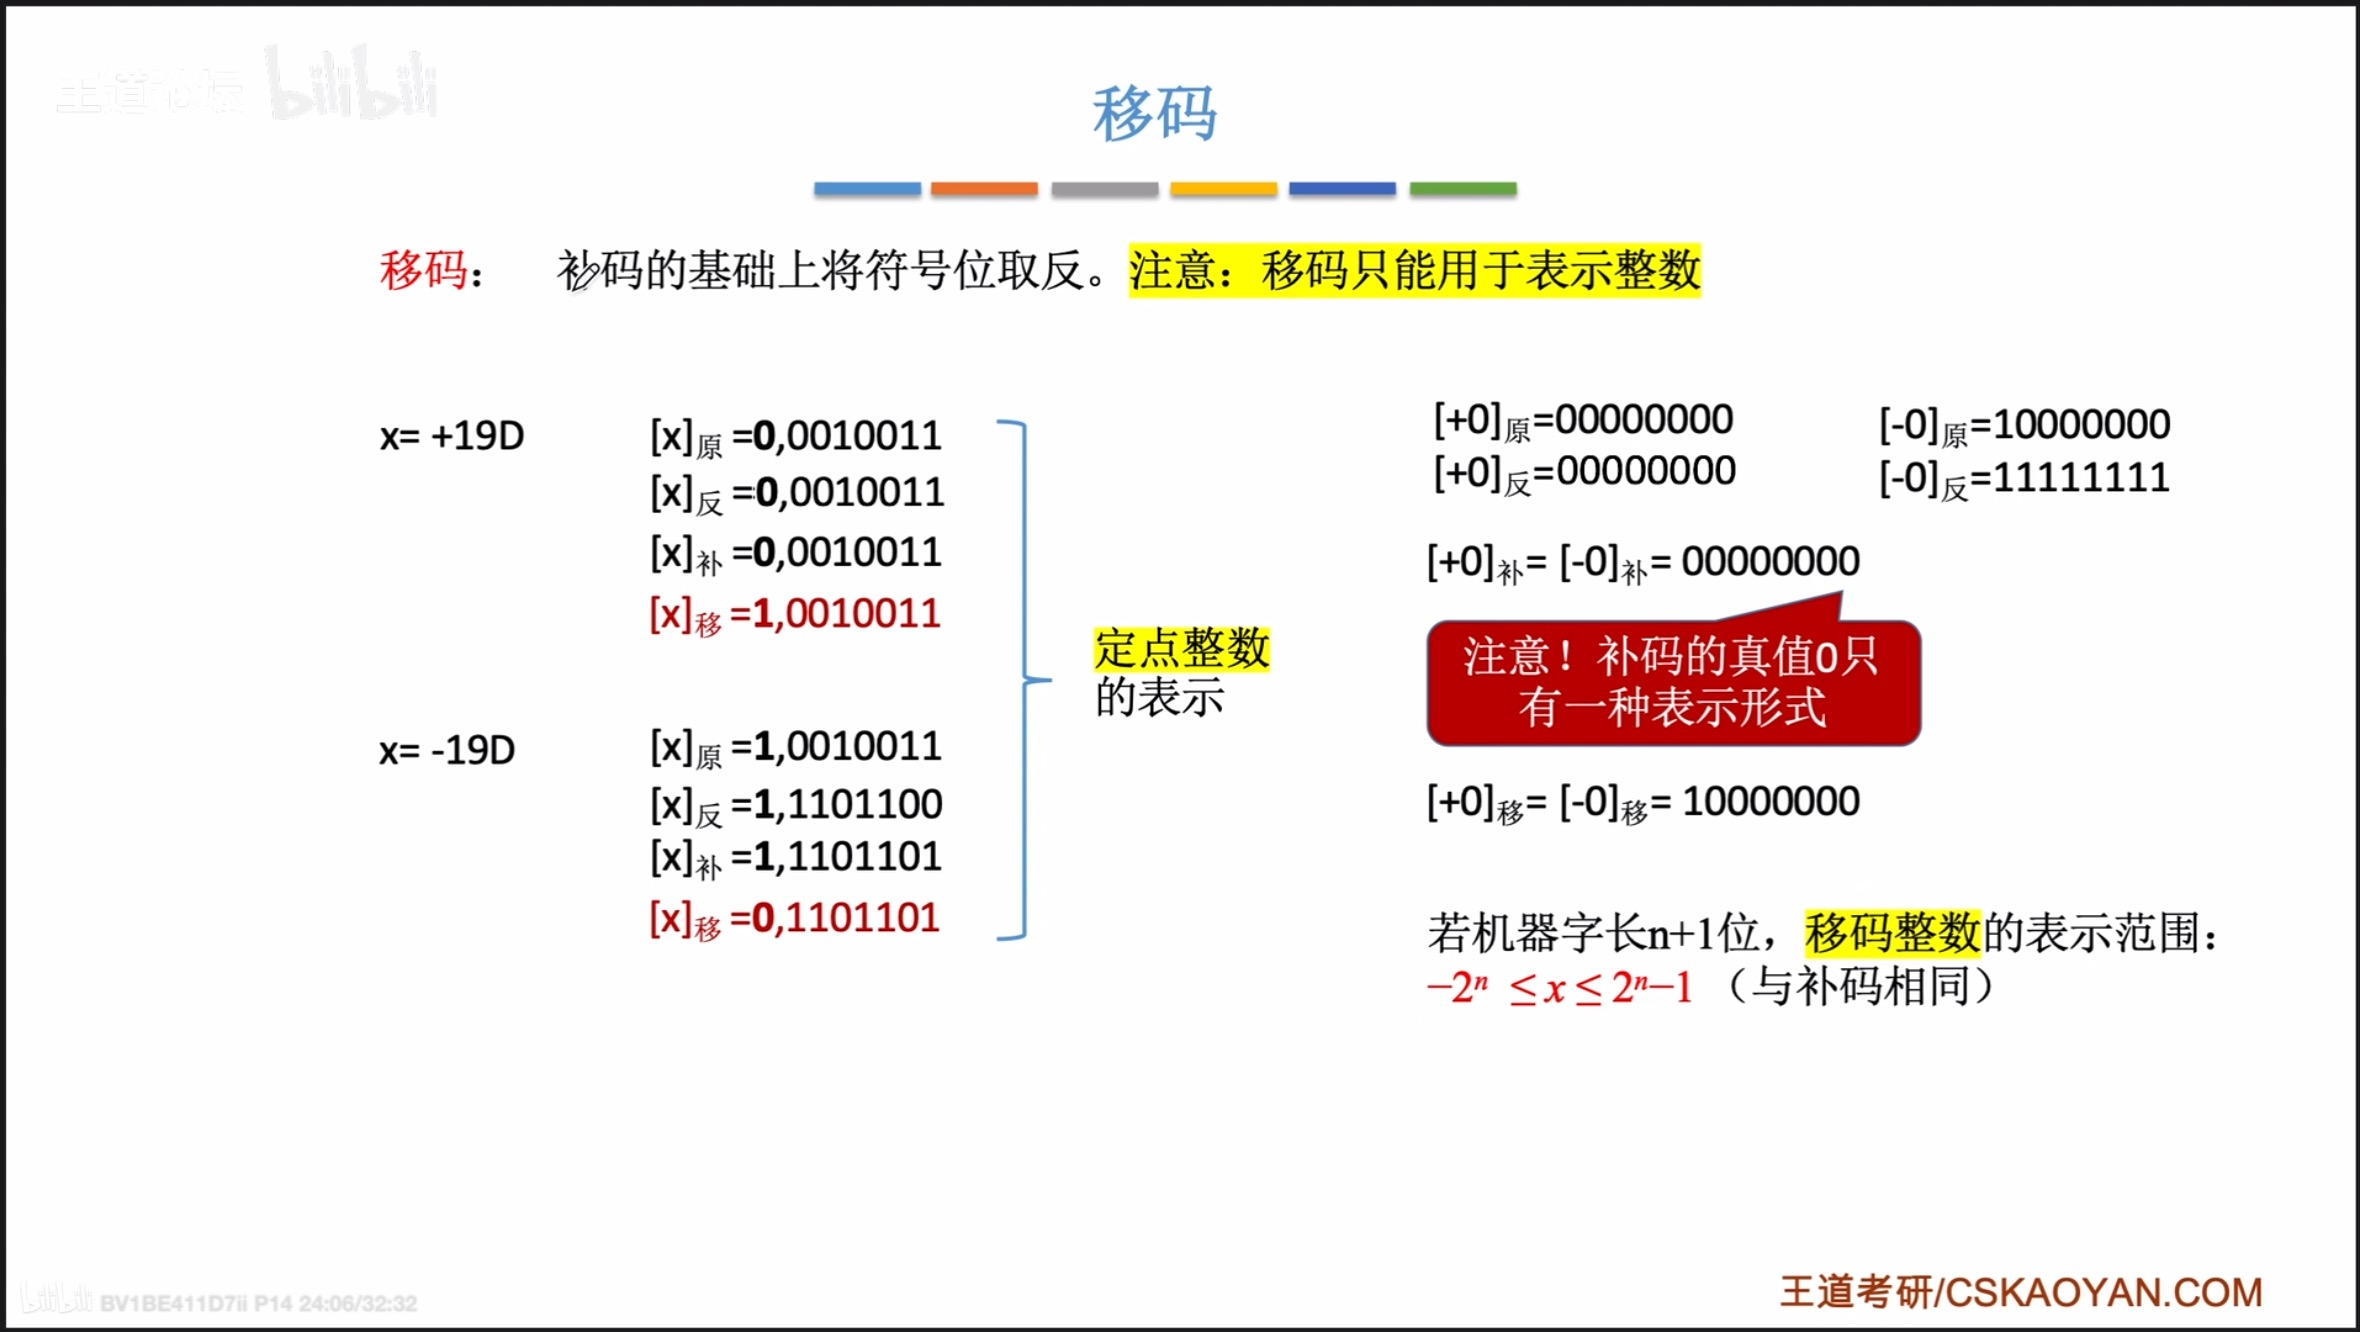 王道论坛 bilibili
移码
移码： 补码的基础上将符号位取反。注意：移码只能用于表示整数
x= +19D
[x]原 =0,0010011
[x]反 =0,0010011
[x]补 =0,0010011
[x]移 =1,0010011
x= -19D
[x]原 =1,0010011
[x]反 =1,1101100
[x]补 =1,1101101
[x]移 =0,1101101
定点整数
的表示
[+0]原=00000000 [-0]原=10000000
[+0]反=00000000 [-0]反=11111111
[+0]补= [-0]补= 00000000
注意！补码的真值0只
有一种表示形式
[+0]移= [-0]移= 10000000
若机器字长n+1位，移码整数的表示范围：
−2ⁿ ≤ x ≤ 2ⁿ−1 （与补码相同）
bilibili BV1BE411D7ii P14 24:06/32:32
王道考研/CSKAOYAN.COM